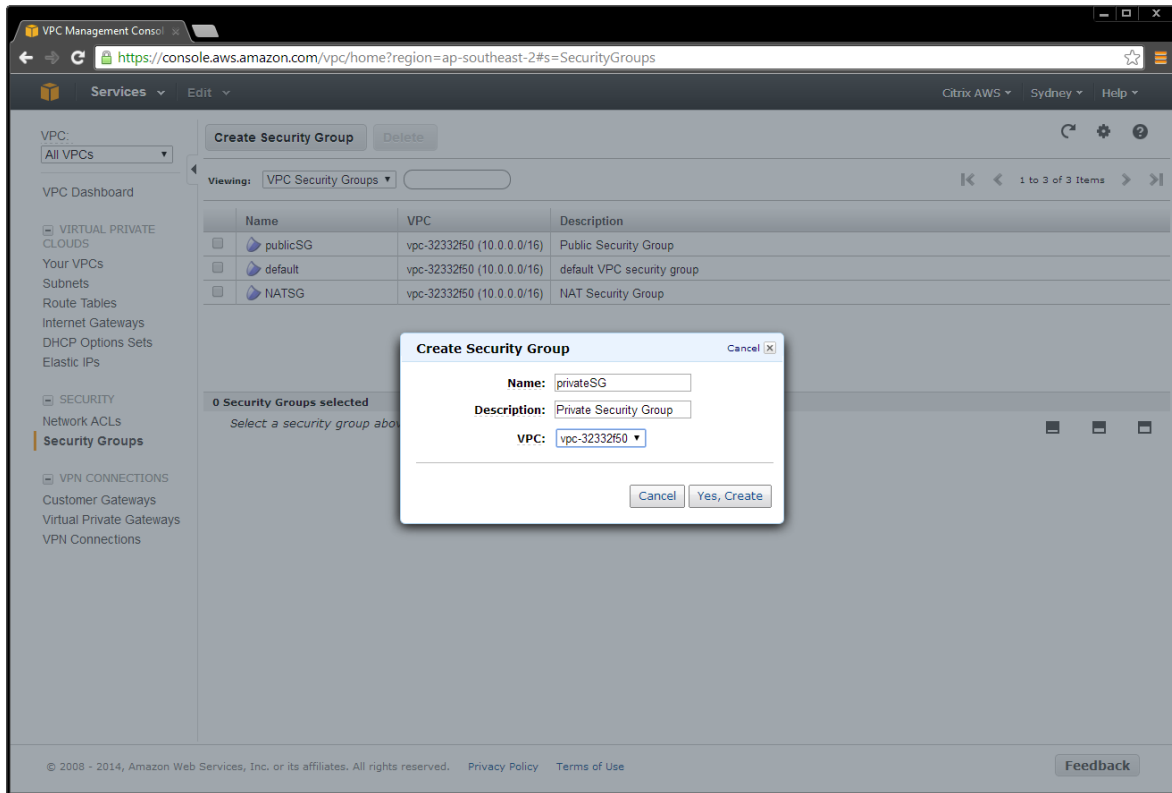 VPC Management Consol
https://console.aws.amazon.com/vpc/home?region=ap-southeast-2#s=SecurityGroups
Services Edit Citrix AWS Sydney Help
VPC:
All VPCs
VPC Dashboard
VIRTUAL PRIVATE
CLOUDS
Your VPCs
Subnets
Route Tables
Internet Gateways
DHCP Options Sets
Elastic IPs
SECURITY
Network ACLs
Security Groups
VPN CONNECTIONS
Customer Gateways
Virtual Private Gateways
VPN Connections
Create Security Group Delete
Viewing: VPC Security Groups 1 to 3 of 3 Items
Name VPC Description
publicSG vpc-32332f50 (10.0.0.0/16) Public Security Group
default vpc-32332f50 (10.0.0.0/16) default VPC security group
NATSG vpc-32332f50 (10.0.0.0/16) NAT Security Group
0 Security Groups selected
Select a security group abov
Create Security Group Cancel
Name: privateSG
Description: Private Security Group
VPC: vpc-32332f50
Cancel Yes, Create
© 2008 - 2014, Amazon Web Services, Inc. or its affiliates. All rights reserved. Privacy Policy Terms of Use Feedback